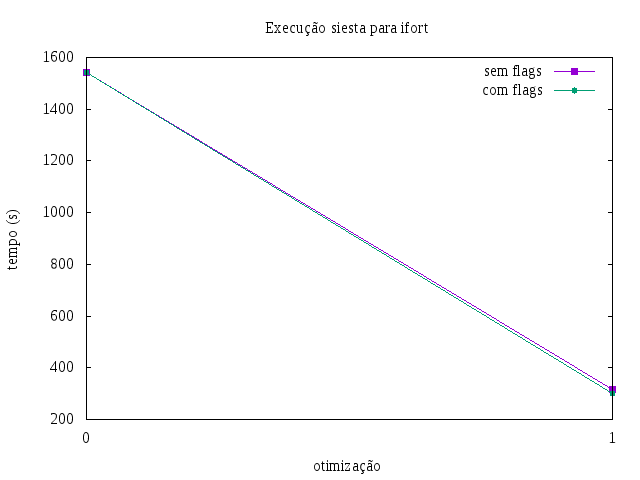 Execução siesta para ifort
sem flags
com flags
1600
1400
1200
1000
800
600
400
200
0
1
tempo (s)
otimização